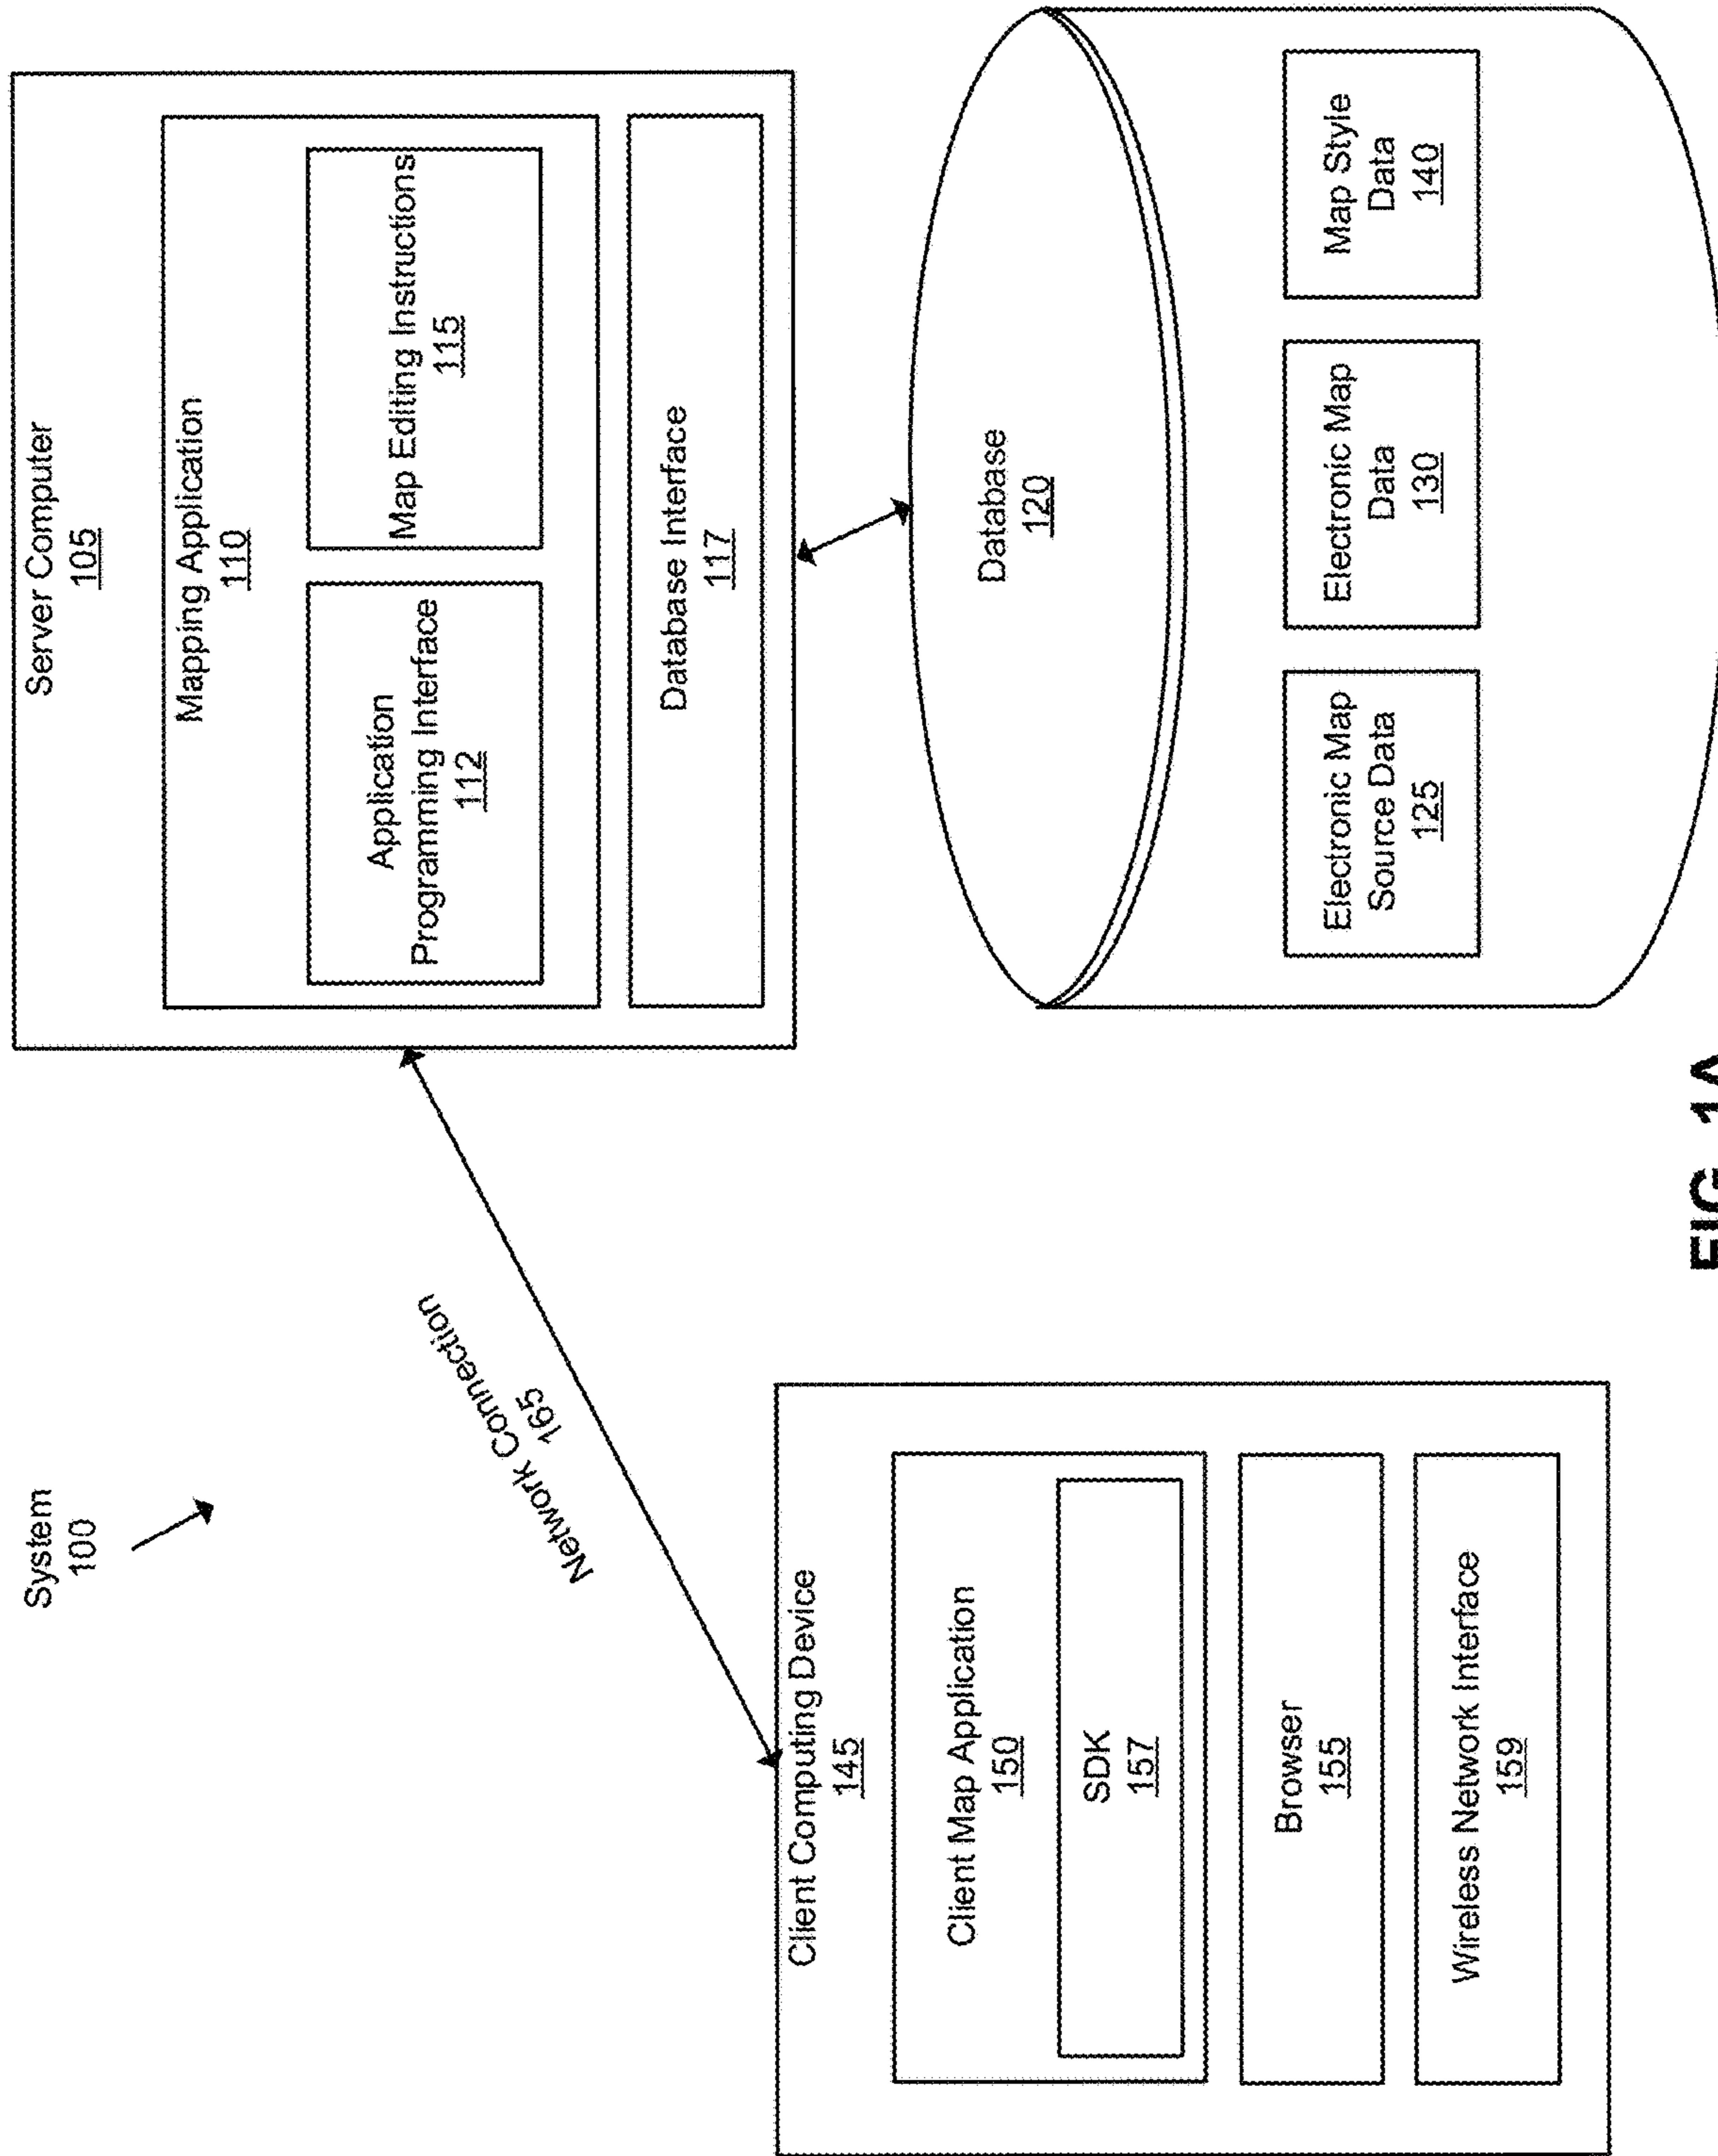 System
100
Server Computer
105
Mapping Application
110
Application
Programming Interface
112
Map Editing Instructions
115
Database Interface
117
Network Connection
165
Client Computing Device
145
Client Map Application
150
SDK
157
Browser
155
Wireless Network Interface
159
Database
120
Electronic Map
Source Data
125
Electronic Map
Data
130
Map Style
Data
140
FIG. 1A